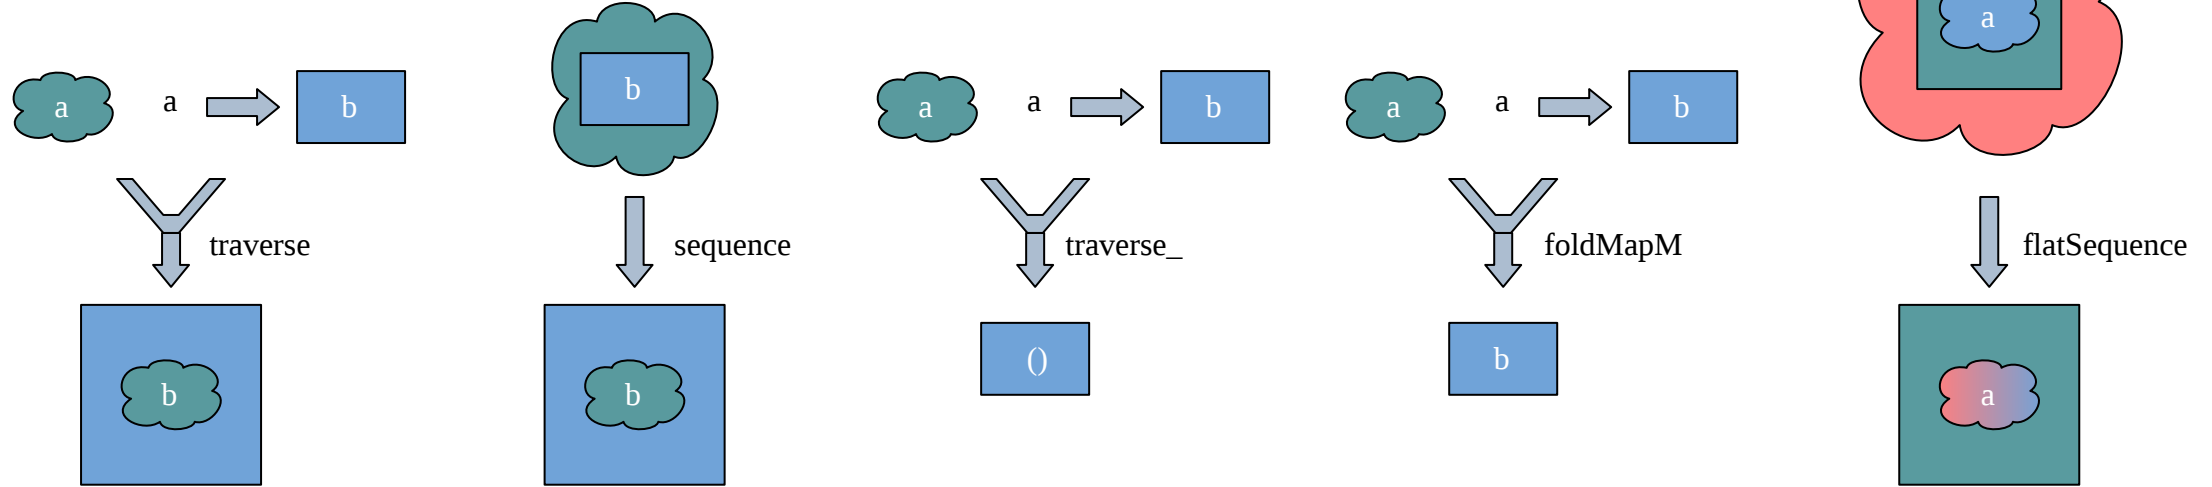 a a b
traverse
b
b
sequence
b
a a b
traverse_
()
a a b
foldMapM
b
a
flatSequence
a